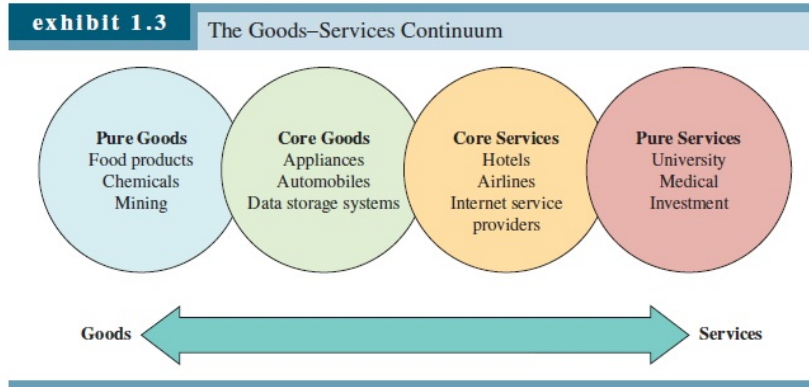 exhibit 1.3
The Goods–Services Continuum
Pure Goods
Food products
Chemicals
Mining
Core Goods
Appliances
Automobiles
Data storage systems
Core Services
Hotels
Airlines
Internet service
providers
Pure Services
University
Medical
Investment
Goods
Services